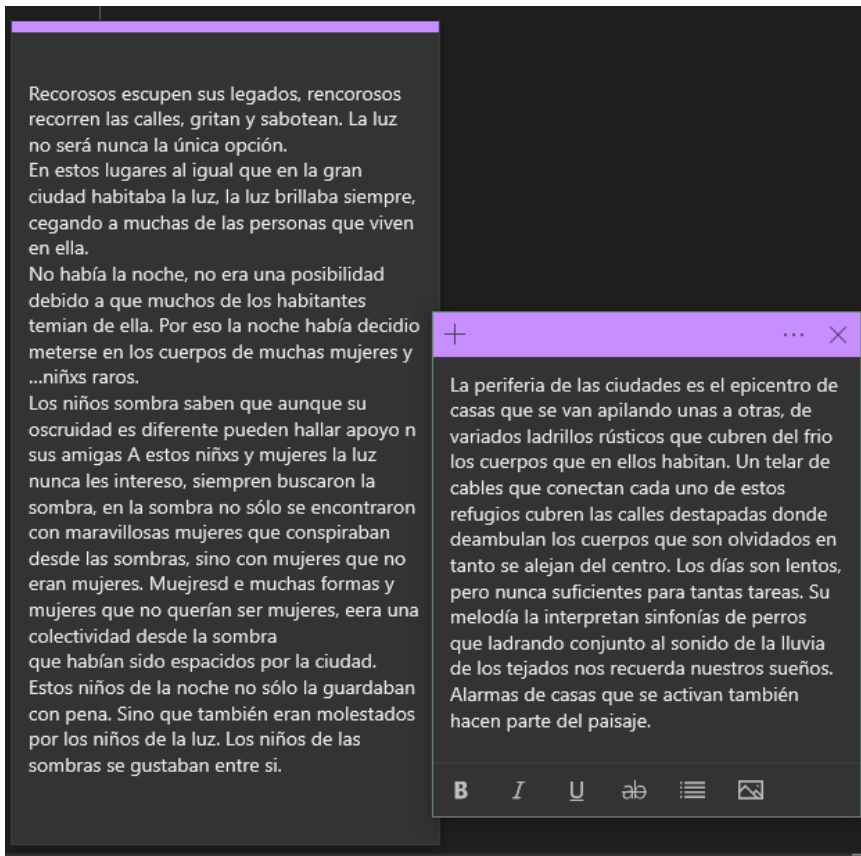 Recorosos escupen sus legados, rencorosos
recorren las calles, gritan y sabotean. La luz
no será nunca la única opción.
En estos lugares al igual que en la gran
ciudad habitaba la luz, la luz brillaba siempre,
cegando a muchas de las personas que viven
en ella.
No había la noche, no era una posibilidad
debido a que muchos de los habitantes
temian de ella. Por eso la noche había decidio
meterse en los cuerpos de muchas mujeres y
...niñxs raros.
Los niños sombra saben que aunque su
oscruidad es diferente pueden hallar apoyo n
sus amigas A estos niñxs y mujeres la luz
nunca les intereso, siempren buscaron la
sombra, en la sombra no sólo se encontraron
con maravillosas mujeres que conspiraban
desde las sombras, sino con mujeres que no
eran mujeres. Muejresd e muchas formas y
mujeres que no querían ser mujeres, eera una
colectividad desde la sombra
que habían sido espacidos por la ciudad.
Estos niños de la noche no sólo la guardaban
con pena. Sino que también eran molestados
por los niños de la luz. Los niños de las
sombras se gustaban entre si.
La periferia de las ciudades es el epicentro de
casas que se van apilando unas a otras, de
variados ladrillos rústicos que cubren del frio
los cuerpos que en ellos habitan. Un telar de
cables que conectan cada uno de estos
refugios cubren las calles destapadas donde
deambulan los cuerpos que son olvidados en
tanto se alejan del centro. Los días son lentos,
pero nunca suficientes para tantas tareas. Su
melodía la interpretan sinfonías de perros
que ladrando conjunto al sonido de la lluvia
de los tejados nos recuerda nuestros sueños.
Alarmas de casas que se activan también
hacen parte del paisaje.
B I U ab